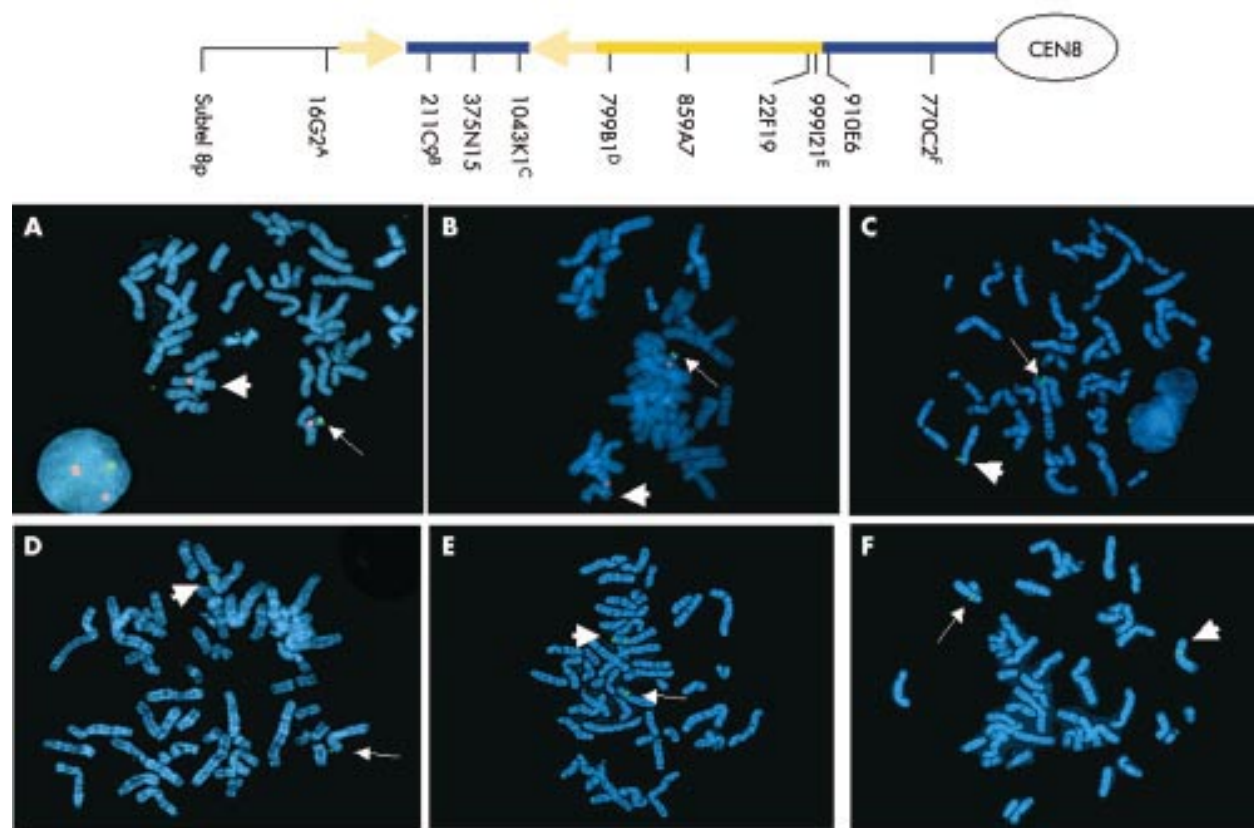 CEN8
Subtel 8p
16G2A
211C9B
375N15
1043K1C
799B1D
859A7
22F19
999I21E
910E6
770C2F
A
B
C
D
E
F